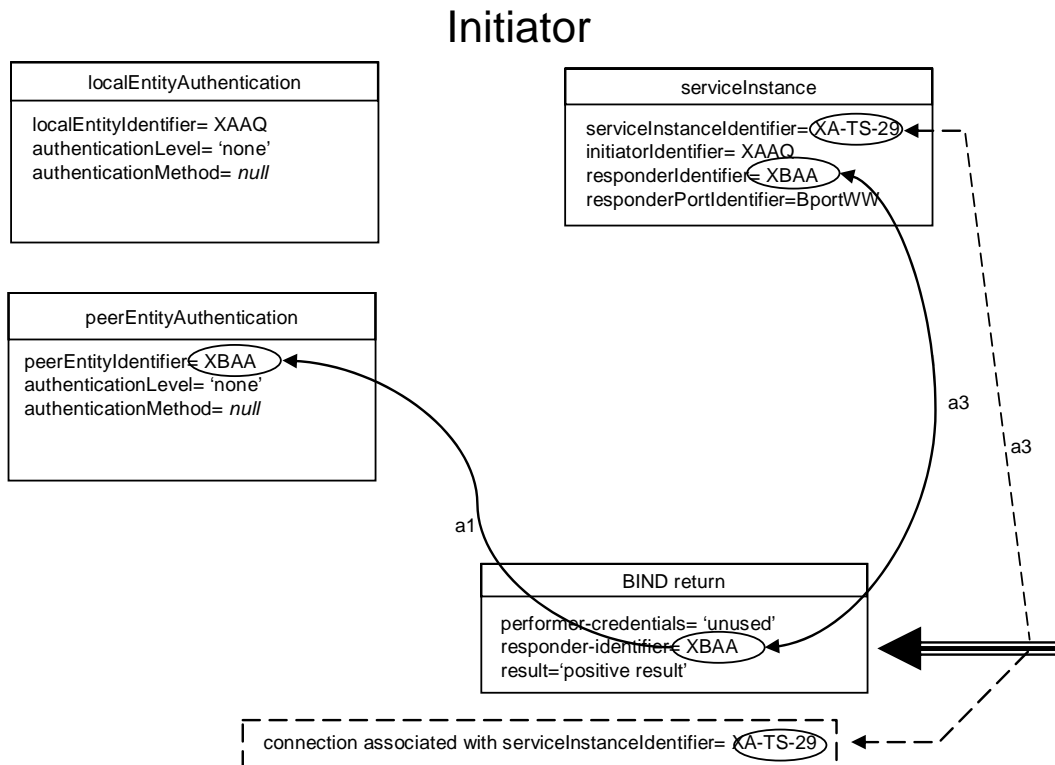 Initiator
localEntityAuthentication
localEntityIdentifier= XAAQ
authenticationLevel= ‘none’
authenticationMethod= null
serviceInstance
serviceInstanceIdentifier= XA-TS-29
initiatorIdentifier= XAAQ
responderIdentifier= XBAA
responderPortIdentifier=BportWW
peerEntityAuthentication
peerEntityIdentifier= XBAA
authenticationLevel= ‘none’
authenticationMethod= null
a3
a3
a1
BIND return
performer-credentials= ‘unused’
responder-identifier= XBAA
result=‘positive result’
connection associated with serviceInstanceIdentifier= XA-TS-29